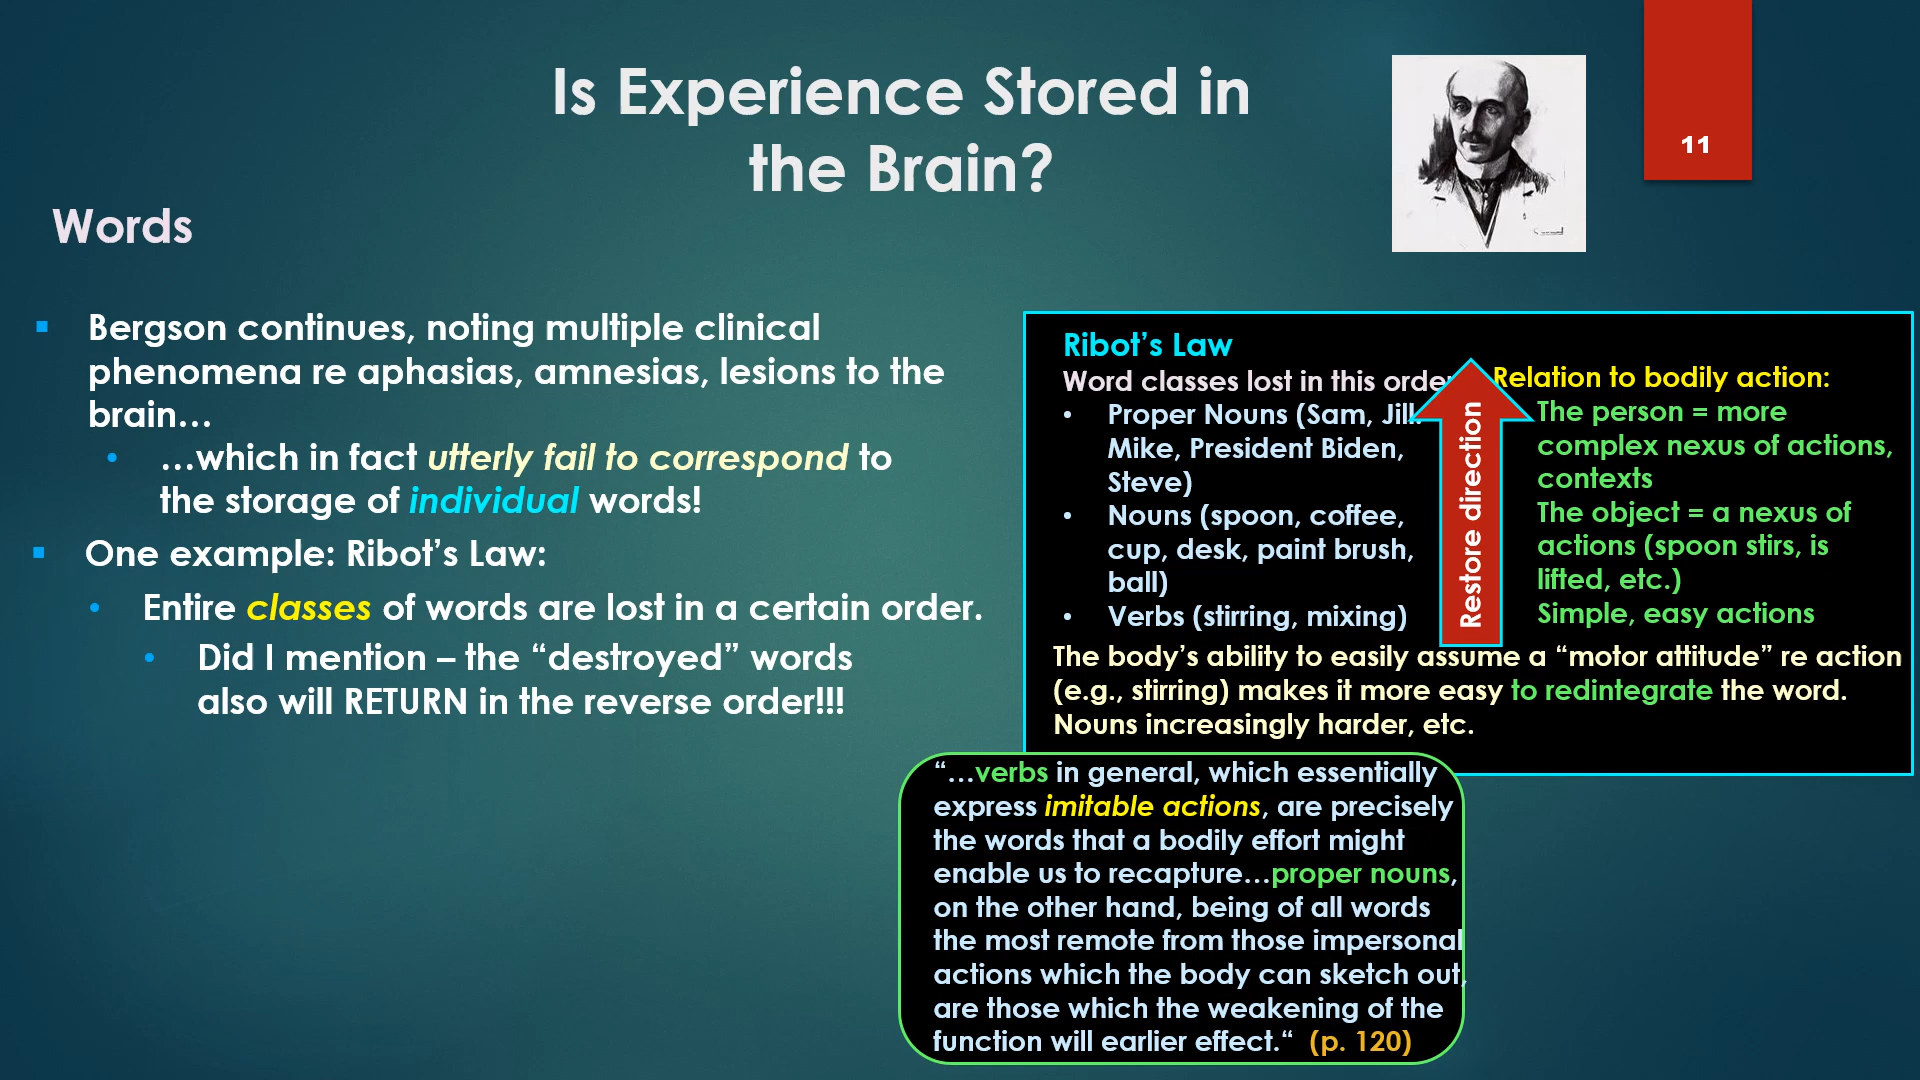 Is Experience Stored in
the Brain?
11
Words
▪ Bergson continues, noting multiple clinical
phenomena re aphasias, amnesias, lesions to the
brain…
• …which in fact utterly fail to correspond to
the storage of individual words!
▪ One example: Ribot’s Law:
• Entire classes of words are lost in a certain order.
• Did I mention – the “destroyed” words
also will RETURN in the reverse order!!!
Ribot’s Law
Word classes lost in this order
• Proper Nouns (Sam, Jill.
Mike, President Biden,
Steve)
• Nouns (spoon, coffee,
cup, desk, paint brush,
ball)
• Verbs (stirring, mixing)
Restore direction
Relation to bodily action:
The person = more
complex nexus of actions,
contexts
The object = a nexus of
actions (spoon stirs, is
lifted, etc.)
Simple, easy actions
The body’s ability to easily assume a “motor attitude” re action
(e.g., stirring) makes it more easy to redintegrate the word.
Nouns increasingly harder, etc.
“…verbs in general, which essentially
express imitable actions, are precisely
the words that a bodily effort might
enable us to recapture…proper nouns,
on the other hand, being of all words
the most remote from those impersonal
actions which the body can sketch out,
are those which the weakening of the
function will earlier effect.“ (p. 120)